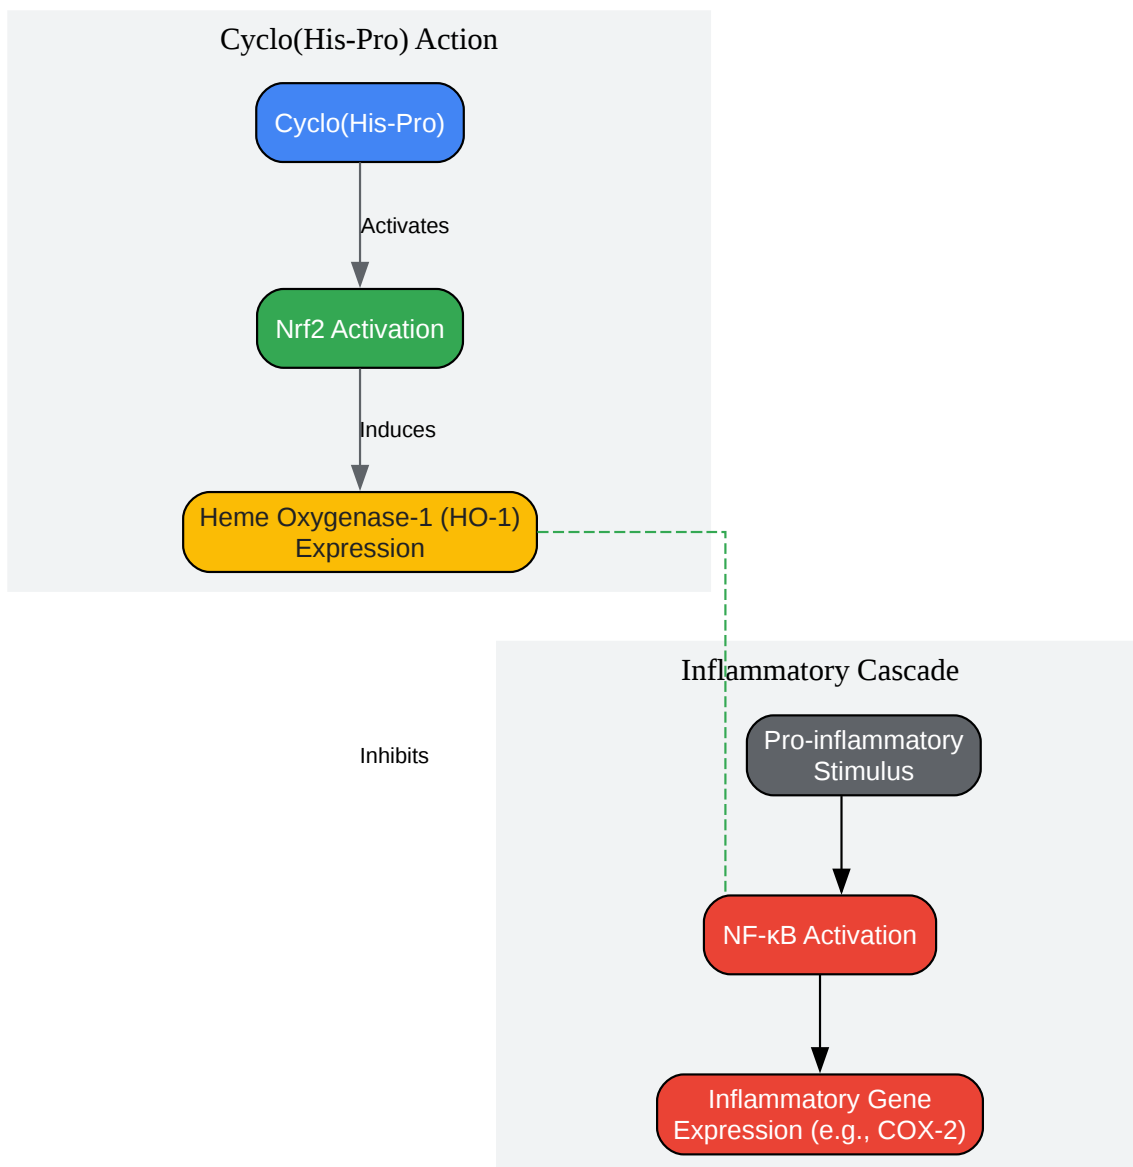 Cyclo(His-Pro) Action
Cyclo(His-Pro)
Activates
Nrf2 Activation
Induces
Heme Oxygenase-1 (HO-1)
Expression
Inflammatory Cascade
Pro-inflammatory
Stimulus
Inhibits
NF-κB Activation
Inflammatory Gene
Expression (e.g., COX-2)